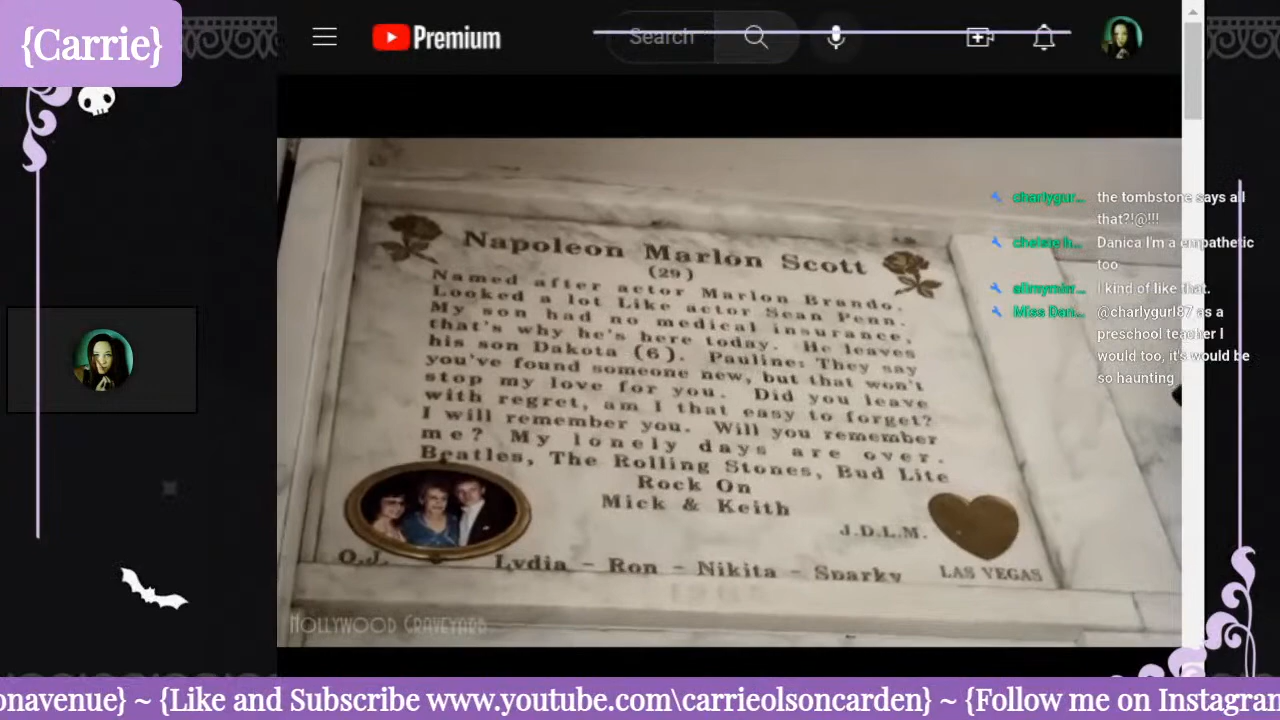 {Carrie}
Premium
Search
Napoleon Marlon Scott
(29)
Named after actor Marlon Brando.
Looked a lot Like actor Sean Penn.
My son had no medical insurance,
that's why he's here today. He leaves
his son Dakota (6). Pauline: They say
you've found someone new, but that won't
stop my love for you. Did you leave
with regret, am I that easy to forget?
I will remember you. Will you remember
me? My lonely days are over.
Beatles, The Rolling Stones, Bud Lite
Rock On
Mick & Keith
J.D.L.M.
O.J. Lydia - Ron - Nikita - Sparky LAS VEGAS
HOLLYWOOD GRAVEYARD
charlygur... the tombstone says all
that?!@!!!
chelsie h... Danica I'm a empathetic
too
I kind of like that.
Miss Dani... @charlygurl87 as a
preschool teacher I
would too, it's would be
so haunting
onavenue} ~ {Like and Subscribe www.youtube.com\carrieolsoncarden} ~ {Follow me on Instagran